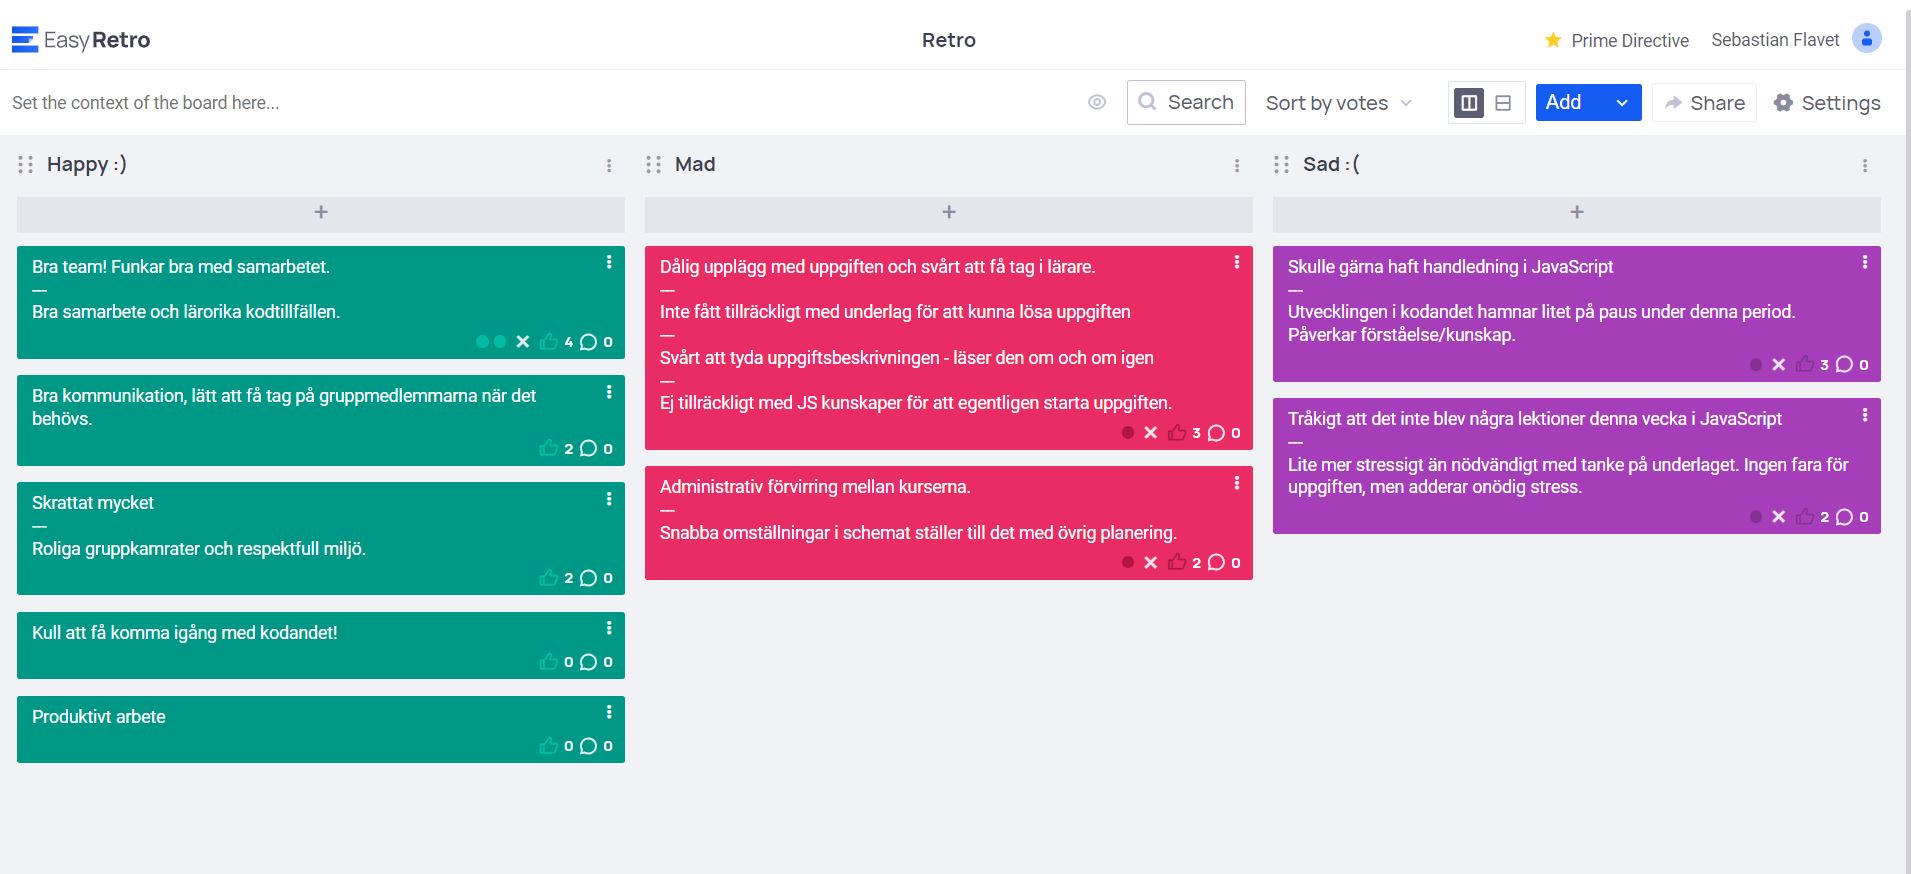 EasyRetro
Retro
Prime Directive
Sebastian Flavet
Set the context of the board here...
Search
Sort by votes
Add
Share
Settings
Happy :)
+
Bra team! Funkar bra med samarbetet.
---
Bra samarbete och lärorika kodtillfällen.
4 0
Bra kommunikation, lätt att få tag på gruppmedlemmarna när det
behövs.
2 0
Skrattat mycket
---
Roliga gruppkamrater och respektfull miljö.
2 0
Kull att få komma igång med kodandet!
0 0
Produktivt arbete
0 0
Mad
+
Dålig upplägg med uppgiften och svårt att få tag i lärare.
---
Inte fått tillräckligt med underlag för att kunna lösa uppgiften
---
Svårt att tyda uppgiftsbeskrivningen - läser den om och om igen
---
Ej tillräckligt med JS kunskaper för att egentligen starta uppgiften.
3 0
Administrativ förvirring mellan kurserna.
---
Snabba omställningar i schemat ställer till det med övrig planering.
2 0
Sad :(
+
Skulle gärna haft handledning i JavaScript
---
Utvecklingen i kodandet hamnar litet på paus under denna period.
Påverkar förståelse/kunskap.
3 0
Tråkigt att det inte blev några lektioner denna vecka i JavaScript
---
Lite mer stressigt än nödvändigt med tanke på underlaget. Ingen fara för
uppgiften, men adderar onödig stress.
2 0